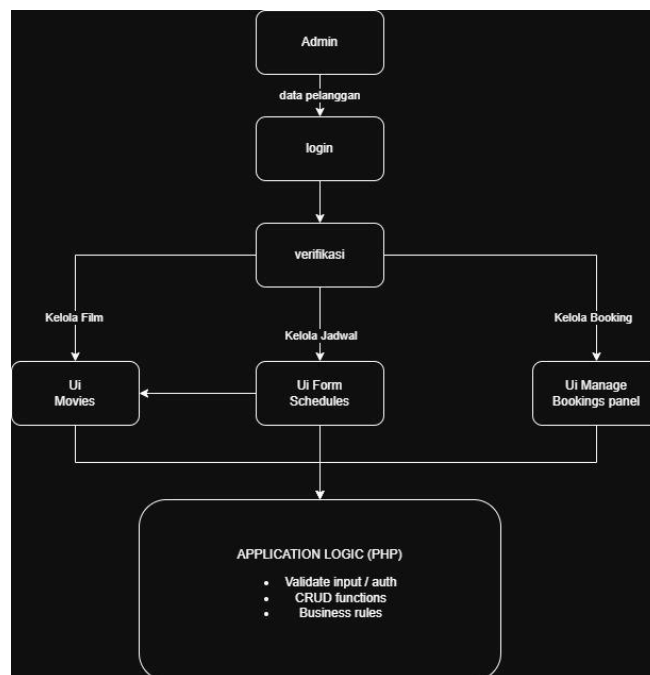 Admin
data pelanggan
login
verifikasi
Kelola Film
Kelola Jadwal
Kelola Booking
Ui
Movies
Ui Form
Schedules
Ui Manage
Bookings panel
APPLICATION LOGIC (PHP)
• Validate input / auth
• CRUD functions
• Business rules